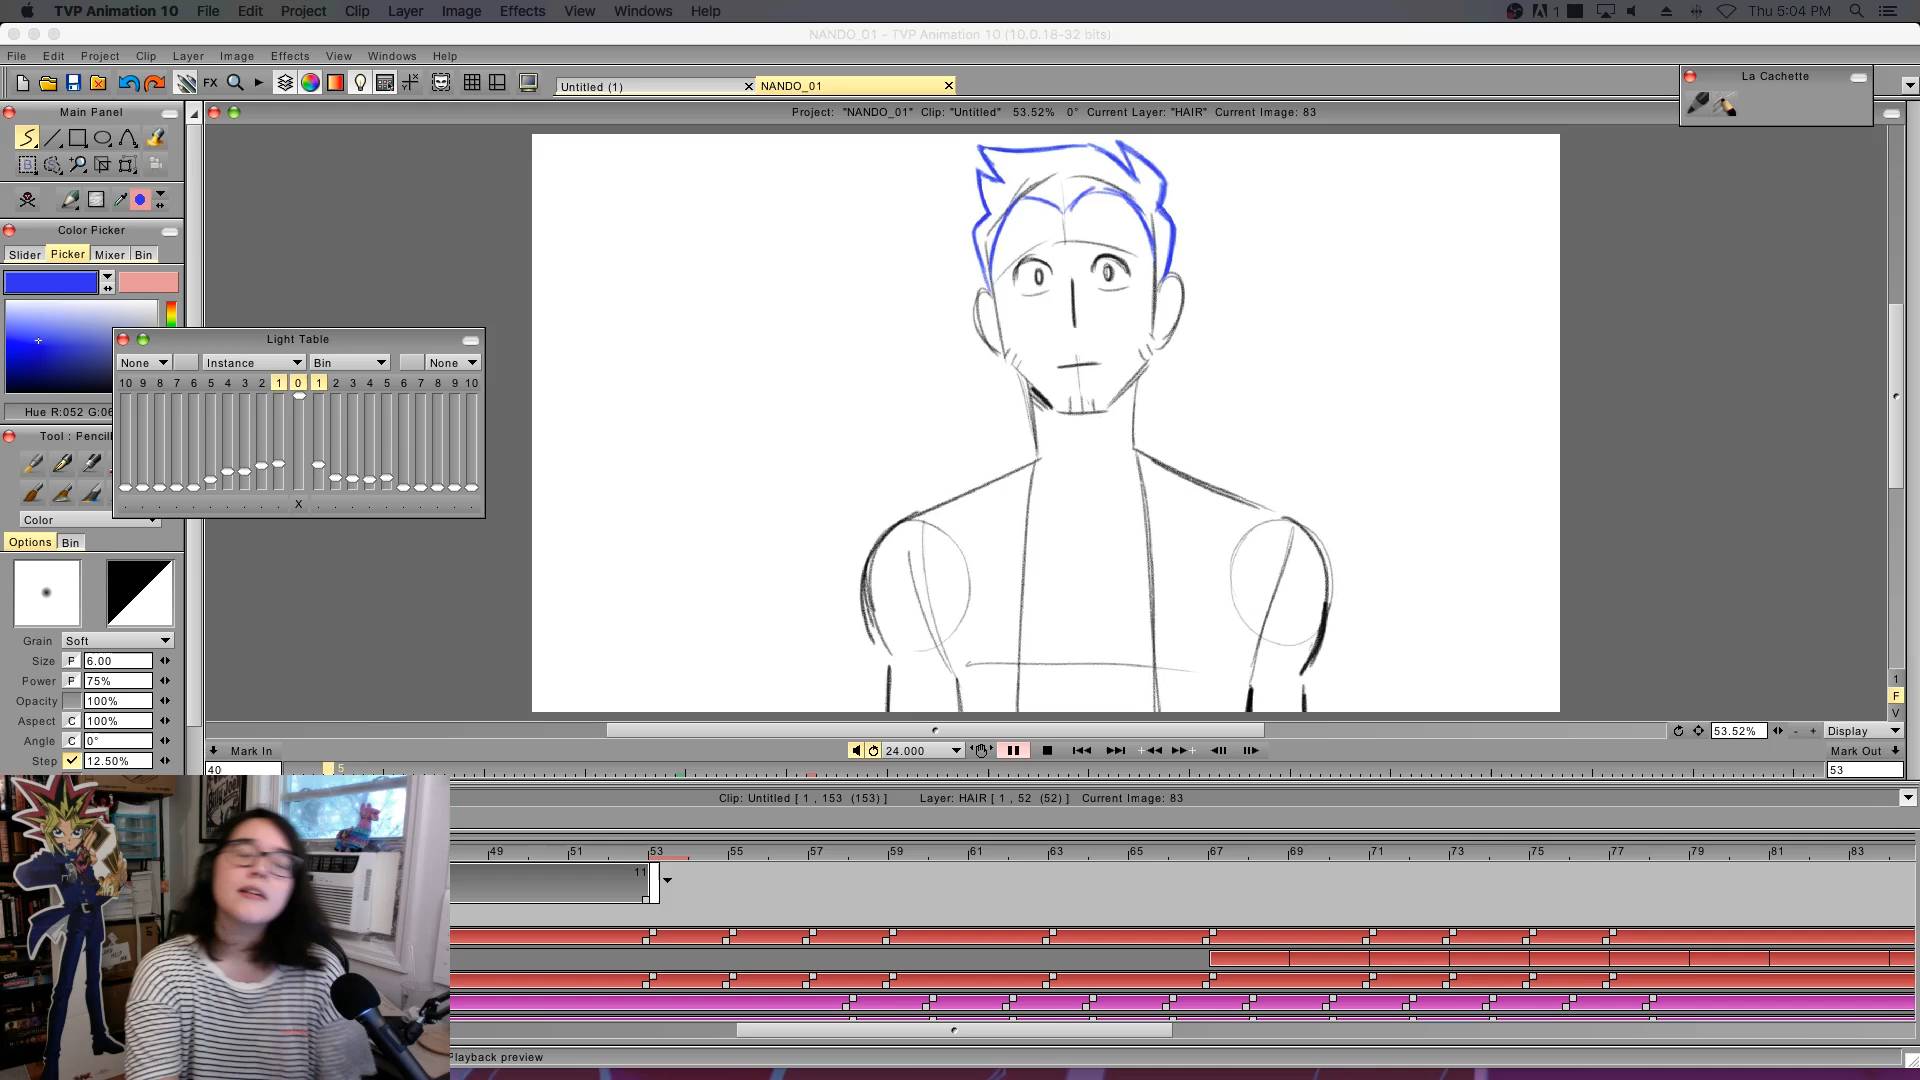 TVP Animation 10 File Edit Project Clip Layer Image Effects View Windows Help
1 Thu 5:04 PM
NANDO_01 - TVP Animation 10 (10.0.18-32 bits)
File Edit Project Clip Layer Image Effects View Windows Help
FX
Untitled (1)
NANDO_01
La Cachette
Main Panel
Project: "NANDO_01" Clip: "Untitled" 53.52% 0° Current Layer:"HAIR" Current Image: 83
Color Picker
Slider Picker Mixer Bin
Light Table
None Instance Bin None
10 9 8 7 6 5 4 3 2 1 0 1 2 3 4 5 6 7 8 9 10
Hue R:052
X
Color
Options Bin
Grain Soft
Size P 6.00
Power P 75%
Opacity 100%
Aspect C 100%
Angle C 0°
Step 12.50%
1
F
V
53.52% - + Display
Mark In
24.000
Mark Out
40
5
53
Clip: Untitled [ 1 , 153 (153) ] Layer: HAIR [ 1 , 52 (52) ] Current Image: 83
49 51 53 55 57 59 61 63 65 67 69 71 73 75 77 79 81 83
11
Playback preview